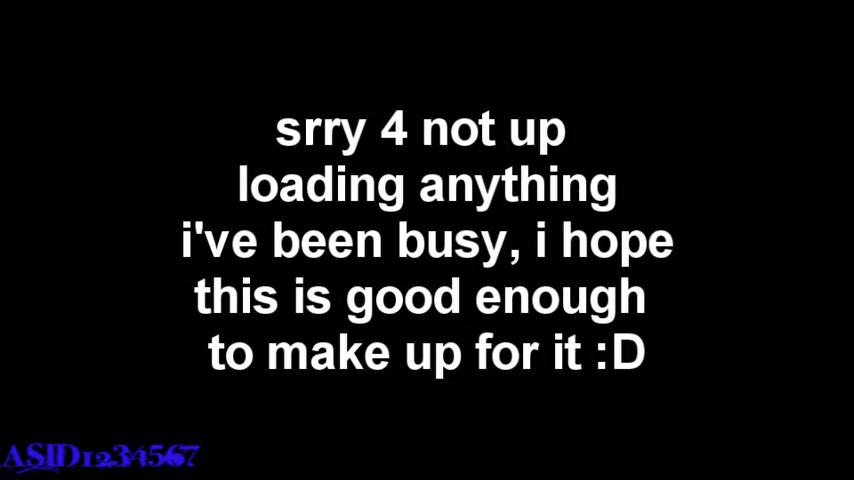 srry 4 not up
loading anything
i've been busy, i hope
this is good enough
to make up for it :D
ASID1234567